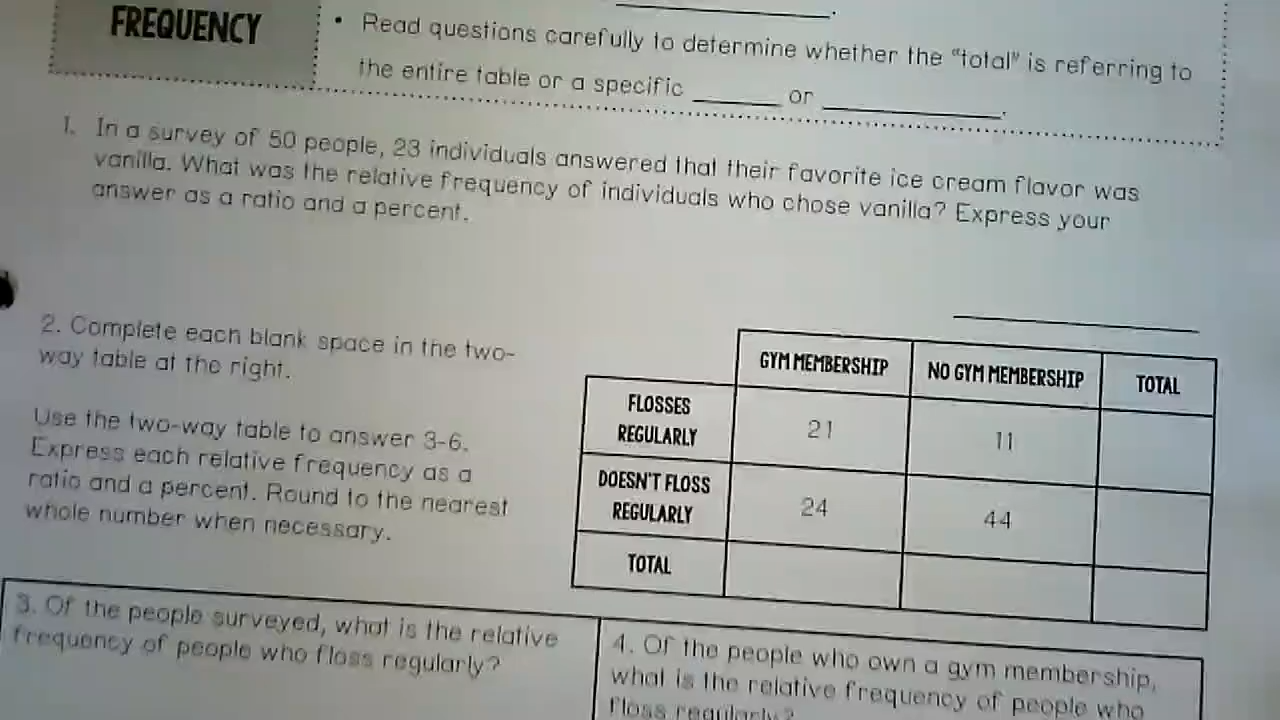 FREQUENCY
• Read questions carefully to determine whether the "total" is referring to
the entire table or a specific ______ or ____________.
1. In a survey of 50 people, 23 individuals answered that their favorite ice cream flavor was
vanilla. What was the relative frequency of individuals who chose vanilla? Express your
answer as a ratio and a percent.
2. Complete each blank space in the two-
way table at the right.
Use the two-way table to answer 3-6.
Express each relative frequency as a
ratio and a percent. Round to the nearest
whole number when necessary.
GYM MEMBERSHIP NO GYM MEMBERSHIP TOTAL
FLOSSES
REGULARLY
21 11
DOESN'T FLOSS
REGULARLY
24 44
TOTAL
3. Of the people surveyed, what is the relative
frequency of people who floss regularly?
4. Of the people who own a gym membership,
what is the relative frequency of people who
floss regularly?